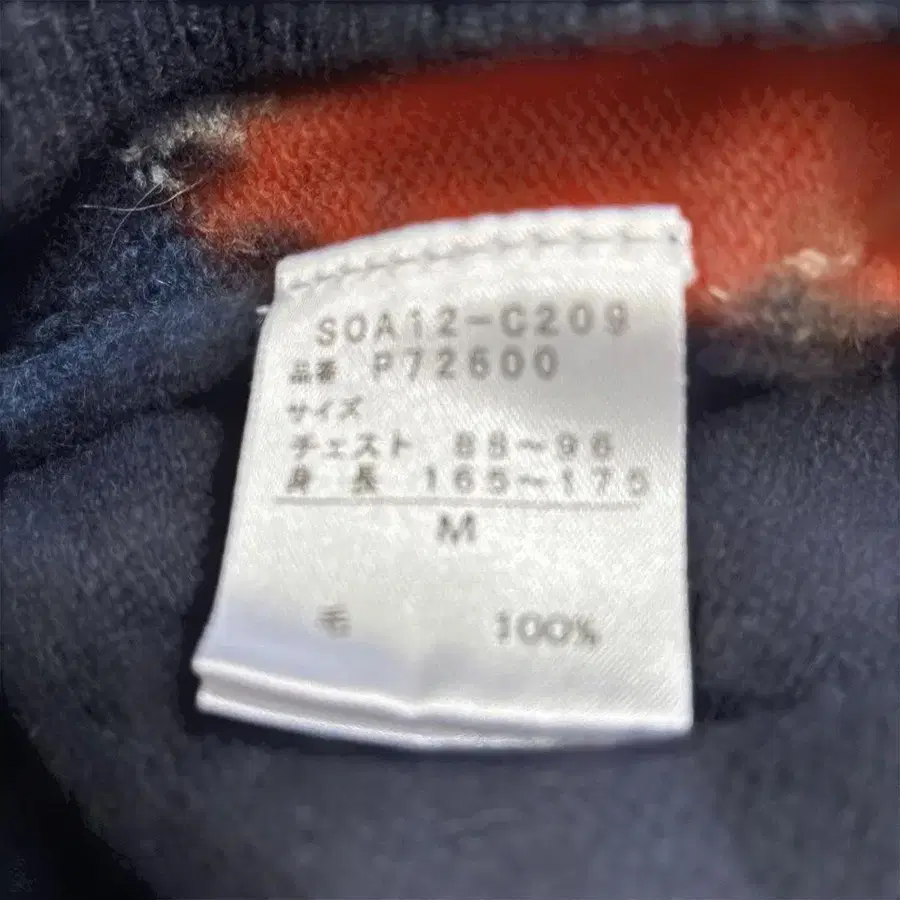 SOA12-C209
品番 P72600
サイズ
チェスト 88~96
身 長 165~175
M
毛 100%